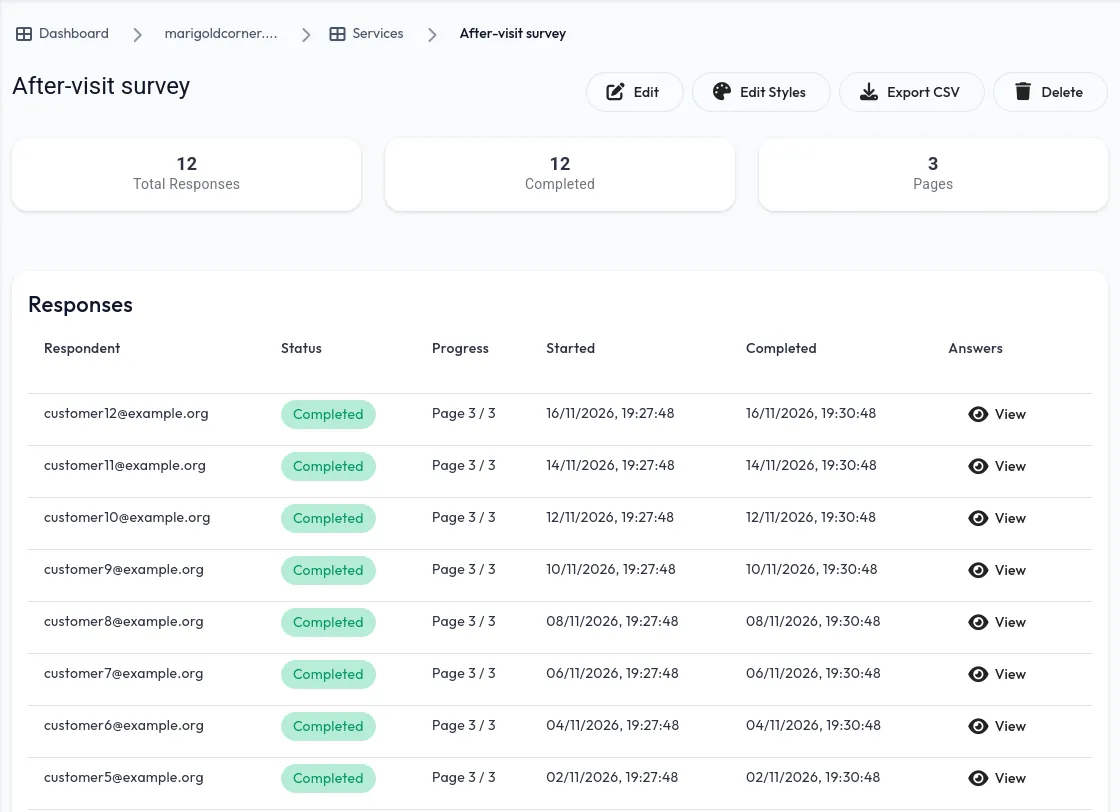 Dashboard > marigoldcorner.... > Services > After-visit survey
After-visit survey
Edit Edit Styles Export CSV Delete
12
Total Responses
12
Completed
3
Pages
Responses
Respondent Status Progress Started Completed Answers
customer12@example.org Completed Page 3 / 3 16/11/2026, 19:27:48 16/11/2026, 19:30:48 View
customer11@example.org Completed Page 3 / 3 14/11/2026, 19:27:48 14/11/2026, 19:30:48 View
customer10@example.org Completed Page 3 / 3 12/11/2026, 19:27:48 12/11/2026, 19:30:48 View
customer9@example.org Completed Page 3 / 3 10/11/2026, 19:27:48 10/11/2026, 19:30:48 View
customer8@example.org Completed Page 3 / 3 08/11/2026, 19:27:48 08/11/2026, 19:30:48 View
customer7@example.org Completed Page 3 / 3 06/11/2026, 19:27:48 06/11/2026, 19:30:48 View
customer6@example.org Completed Page 3 / 3 04/11/2026, 19:27:48 04/11/2026, 19:30:48 View
customer5@example.org Completed Page 3 / 3 02/11/2026, 19:27:48 02/11/2026, 19:30:48 View